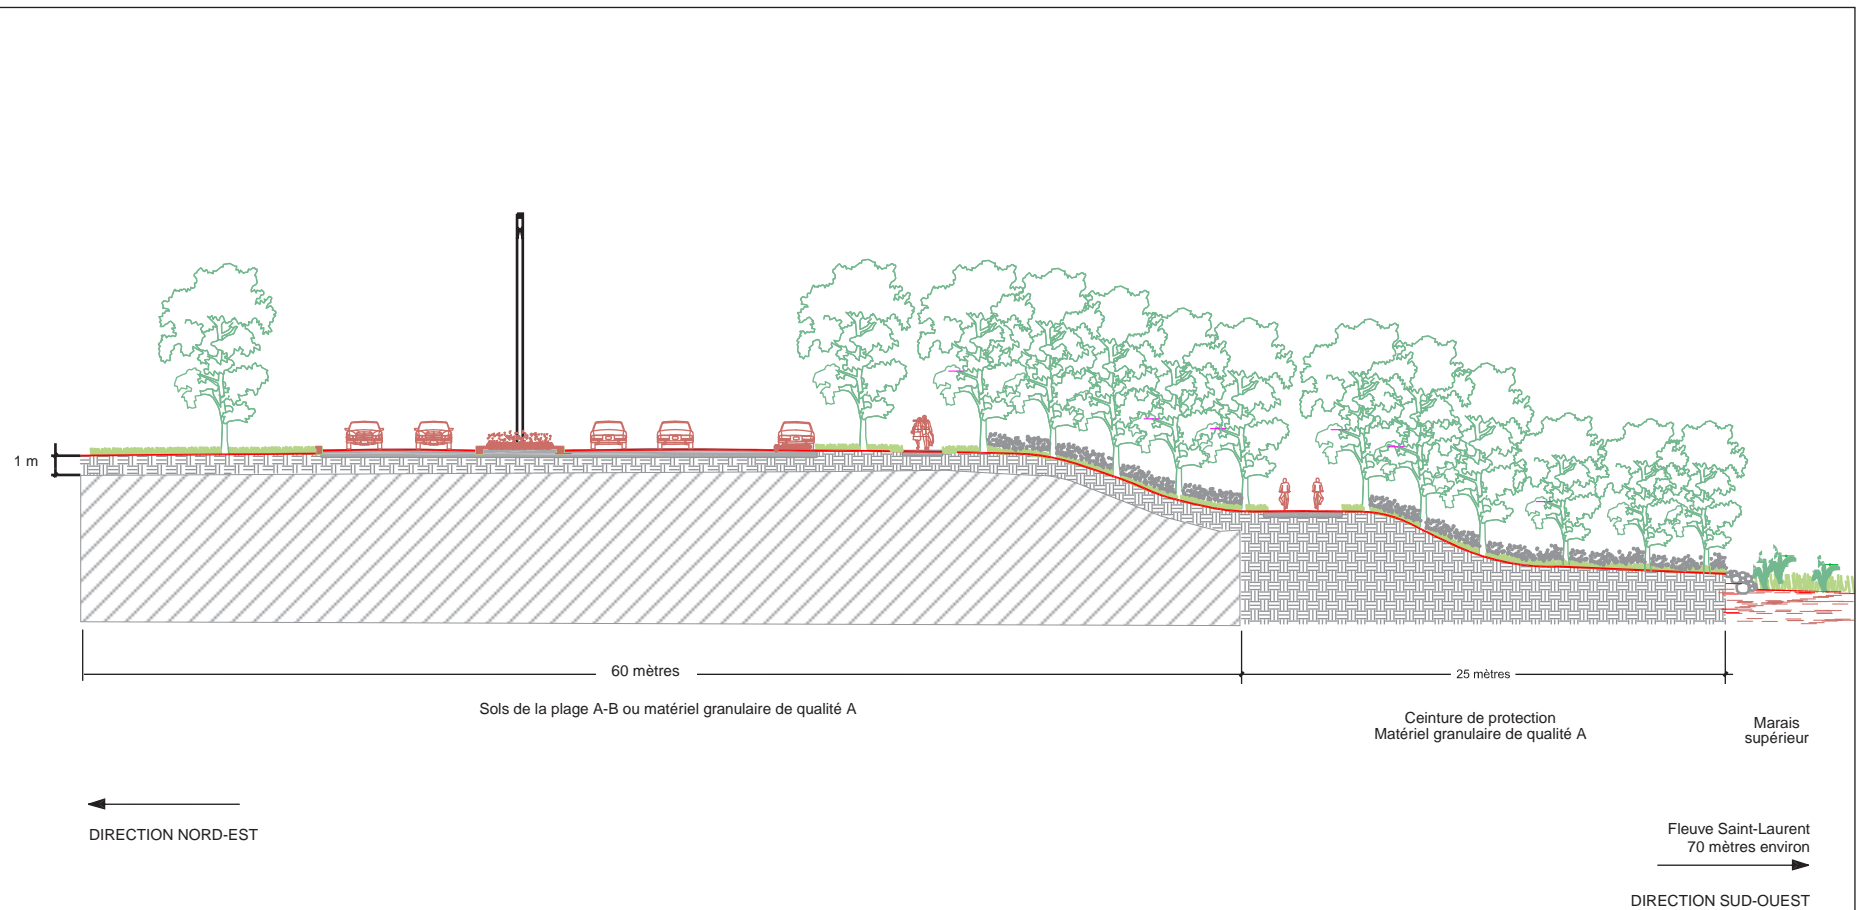 1 m
60 mètres
25 mètres
Sols de la plage A-B ou matériel granulaire de qualité A
Ceinture de protection
Matériel granulaire de qualité A
Marais
supérieur
DIRECTION NORD-EST
Fleuve Saint-Laurent
70 mètres environ
DIRECTION SUD-OUEST